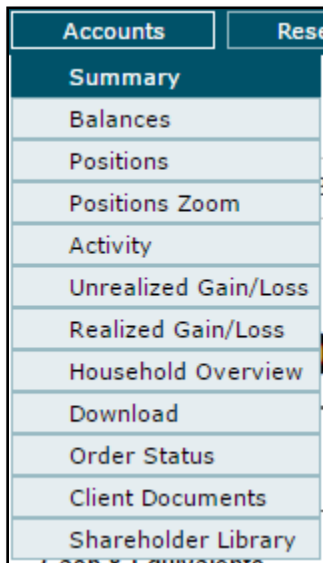 Accounts
Summary
Balances
Positions
Positions Zoom
Activity
Unrealized Gain/Loss
Realized Gain/Loss
Household Overview
Download
Order Status
Client Documents
Shareholder Library